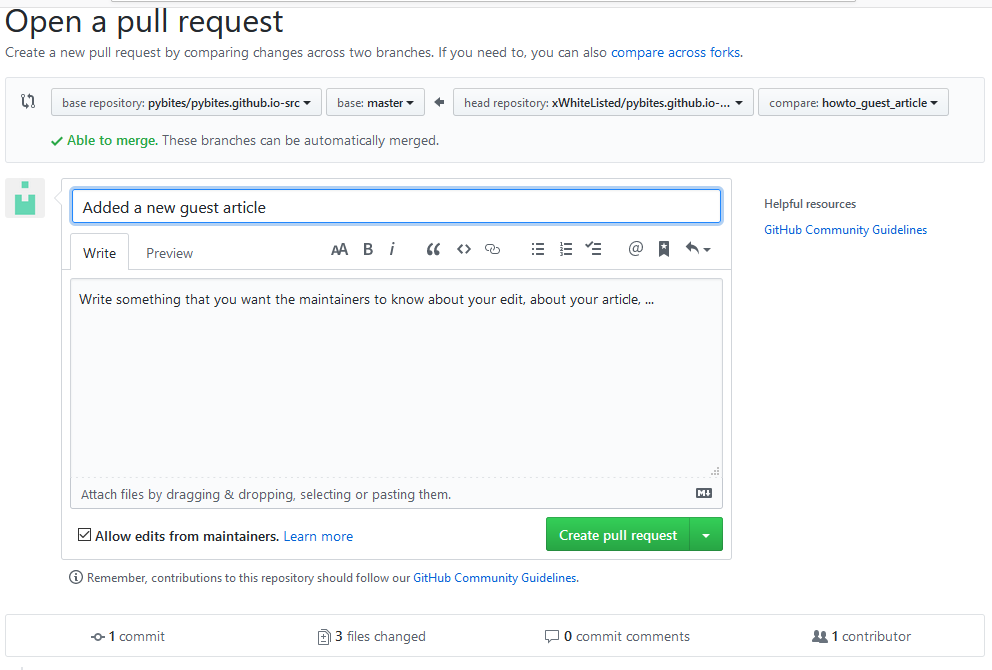 Open a pull request
Create a new pull request by comparing changes across two branches. If you need to, you can also compare across forks.
base repository: pybites/pybites.github.io-src base: master head repository: xWhiteListed/pybites.github.io-... compare: howto_guest_article
Able to merge. These branches can be automatically merged.
Added a new guest article
Helpful resources
GitHub Community Guidelines
Write Preview AA B i @
Write something that you want the maintainers to know about your edit, about your article, ...
Attach files by dragging & dropping, selecting or pasting them. M↓
Allow edits from maintainers. Learn more
Create pull request
Remember, contributions to this repository should follow our GitHub Community Guidelines.
1 commit 3 files changed 0 commit comments 1 contributor